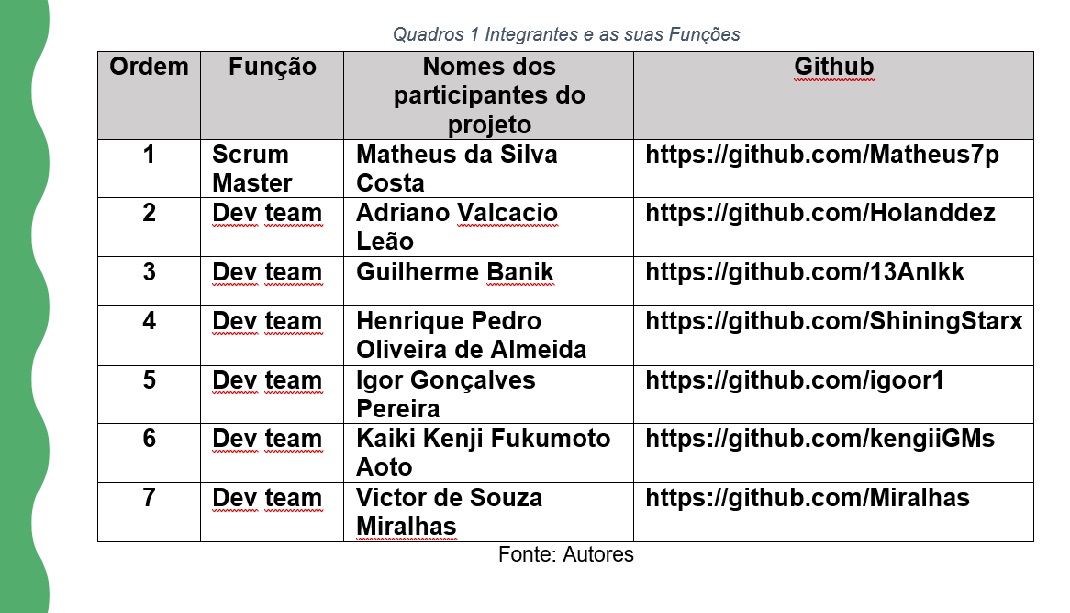 Quadros 1 Integrantes e as suas Funções
Ordem Função Nomes dos participantes do projeto Github
1 Scrum Master Matheus da Silva Costa https://github.com/Matheus7p
2 Dev team Adriano Valcacio Leão https://github.com/Holanddez
3 Dev team Guilherme Banik https://github.com/13AnIkk
4 Dev team Henrique Pedro Oliveira de Almeida https://github.com/ShiningStarx
5 Dev team Igor Gonçalves Pereira https://github.com/igoor1
6 Dev team Kaiki Kenji Fukumoto Aoto https://github.com/kengiiGMs
7 Dev team Victor de Souza Miralhas https://github.com/Miralhas
Fonte: Autores